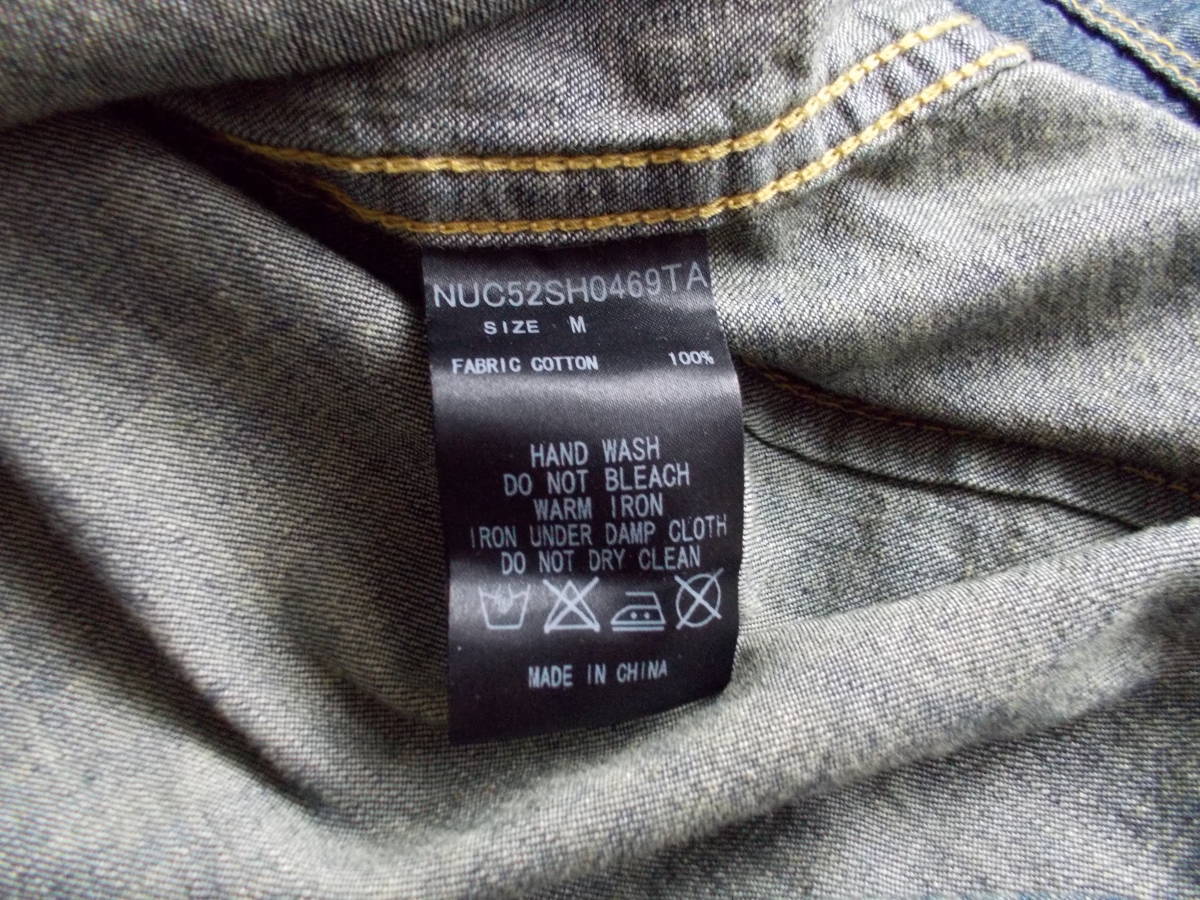 NUC52SH0469TA
SIZE M
FABRIC COTTON 100%
HAND WASH
DO NOT BLEACH
WARM IRON
IRON UNDER DAMP CLOTH
DO NOT DRY CLEAN
MADE IN CHINA